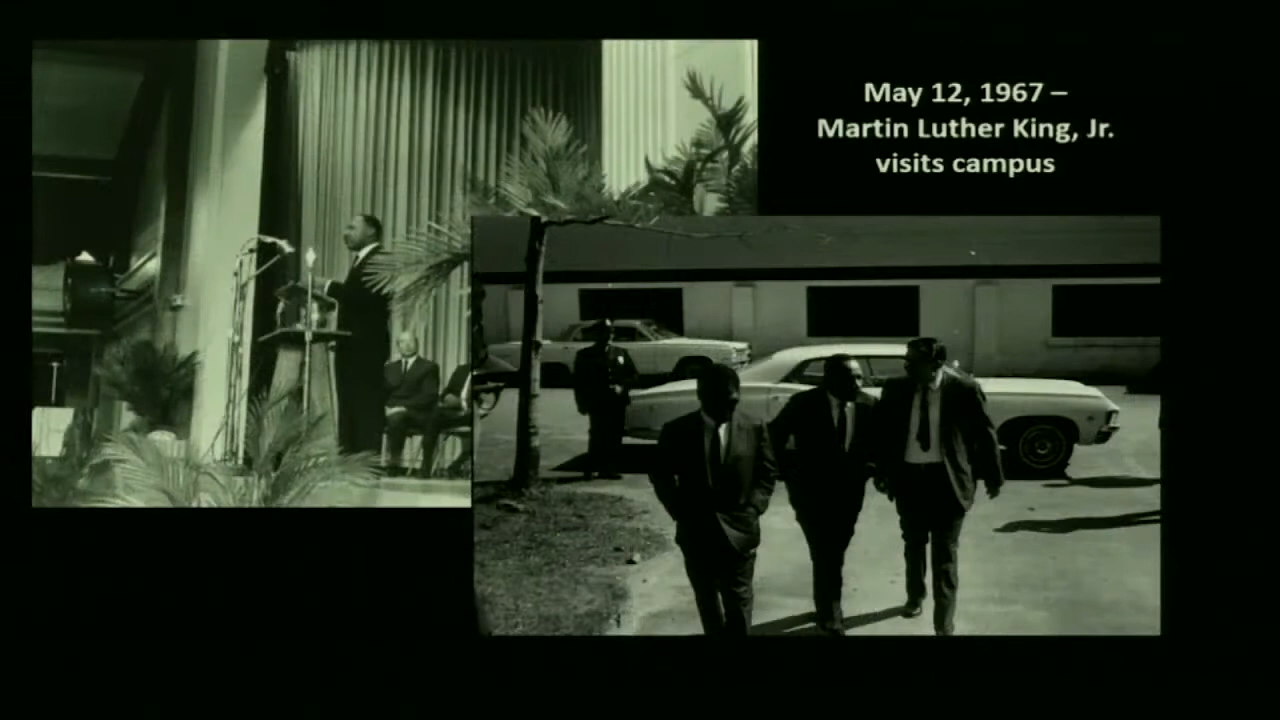 May 12, 1967 –
Martin Luther King, Jr.
visits campus